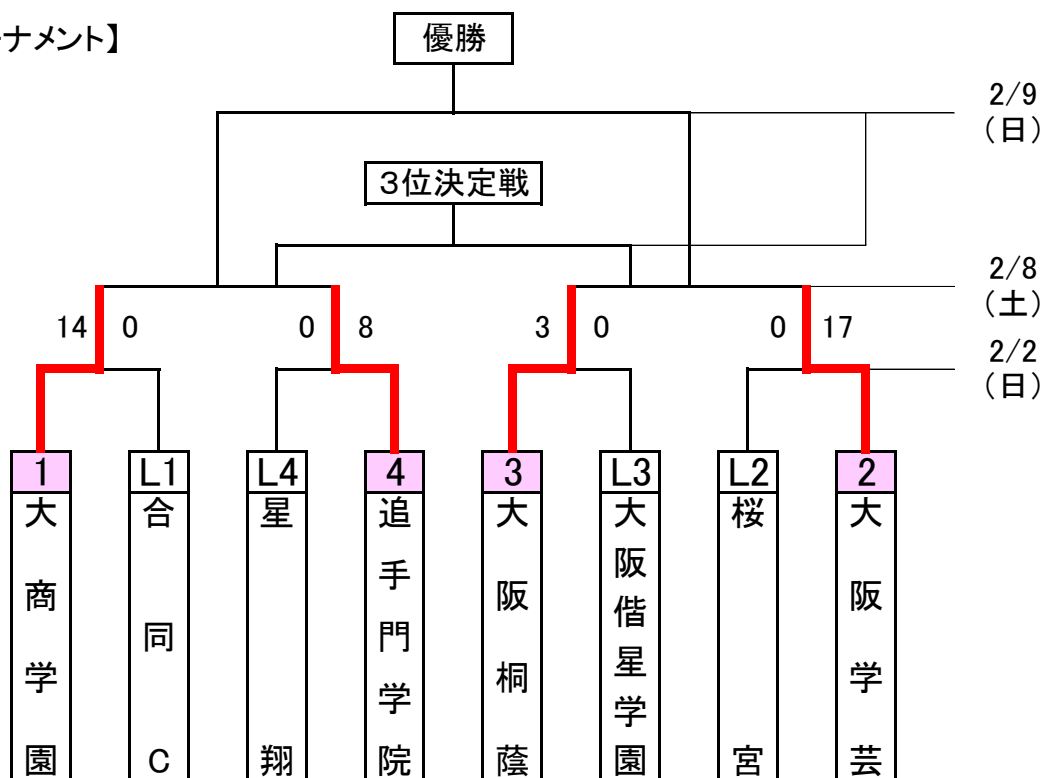 ーナメント】
優勝
2/9
（日）
３位決定戦
2/8
（土）
14 0 0 8 3 0 0 17
2/2
（日）
1 L1 L4 4 3 L3 L2 2
大商学園
合同C
星翔
追手門学院
大阪桐蔭
大阪偕星学園
桜宮
大阪学芸